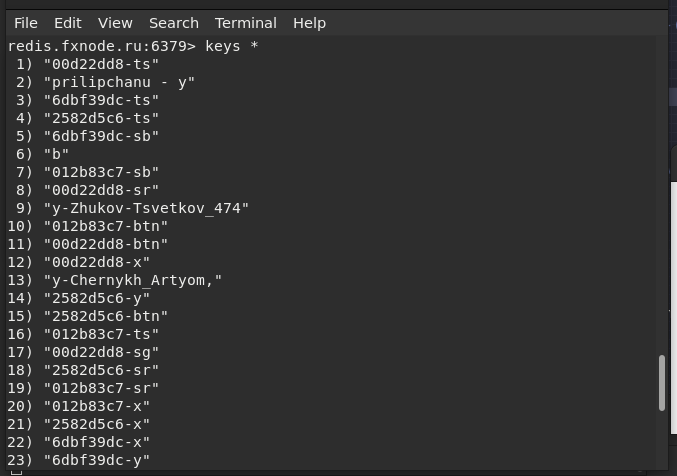 File Edit View Search Terminal Help
redis.fxnode.ru:6379> keys *
1) "00d22dd8-ts"
2) "prilipchanu - y"
3) "6dbf39dc-ts"
4) "2582d5c6-ts"
5) "6dbf39dc-sb"
6) "b"
7) "012b83c7-sb"
8) "00d22dd8-sr"
9) "y-Zhukov-Tsvetkov_474"
10) "012b83c7-btn"
11) "00d22dd8-btn"
12) "00d22dd8-x"
13) "y-Chernykh_Artyom,"
14) "2582d5c6-y"
15) "2582d5c6-btn"
16) "012b83c7-ts"
17) "00d22dd8-sg"
18) "2582d5c6-sr"
19) "012b83c7-sr"
20) "012b83c7-x"
21) "2582d5c6-x"
22) "6dbf39dc-x"
23) "6dbf39dc-y"